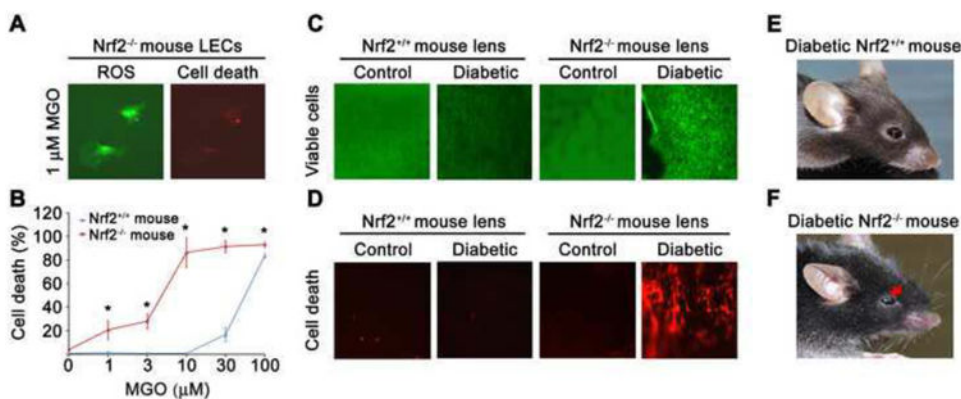 A
Nrf2-/- mouse LECs
ROS
Cell death
1 µM MGO
B
Cell death (%)
120
100
80
60
40
20
Nrf2+/+ mouse
Nrf2-/- mouse
*
*
*
*
*
0
1
3
10
30
100
MGO (µM)
C
Nrf2+/+ mouse lens
Nrf2-/- mouse lens
Control
Diabetic
Control
Diabetic
Viable cells
D
Nrf2+/+ mouse lens
Nrf2-/- mouse lens
Control
Diabetic
Control
Diabetic
Cell death
E
Diabetic Nrf2+/+ mouse
F
Diabetic Nrf2-/- mouse